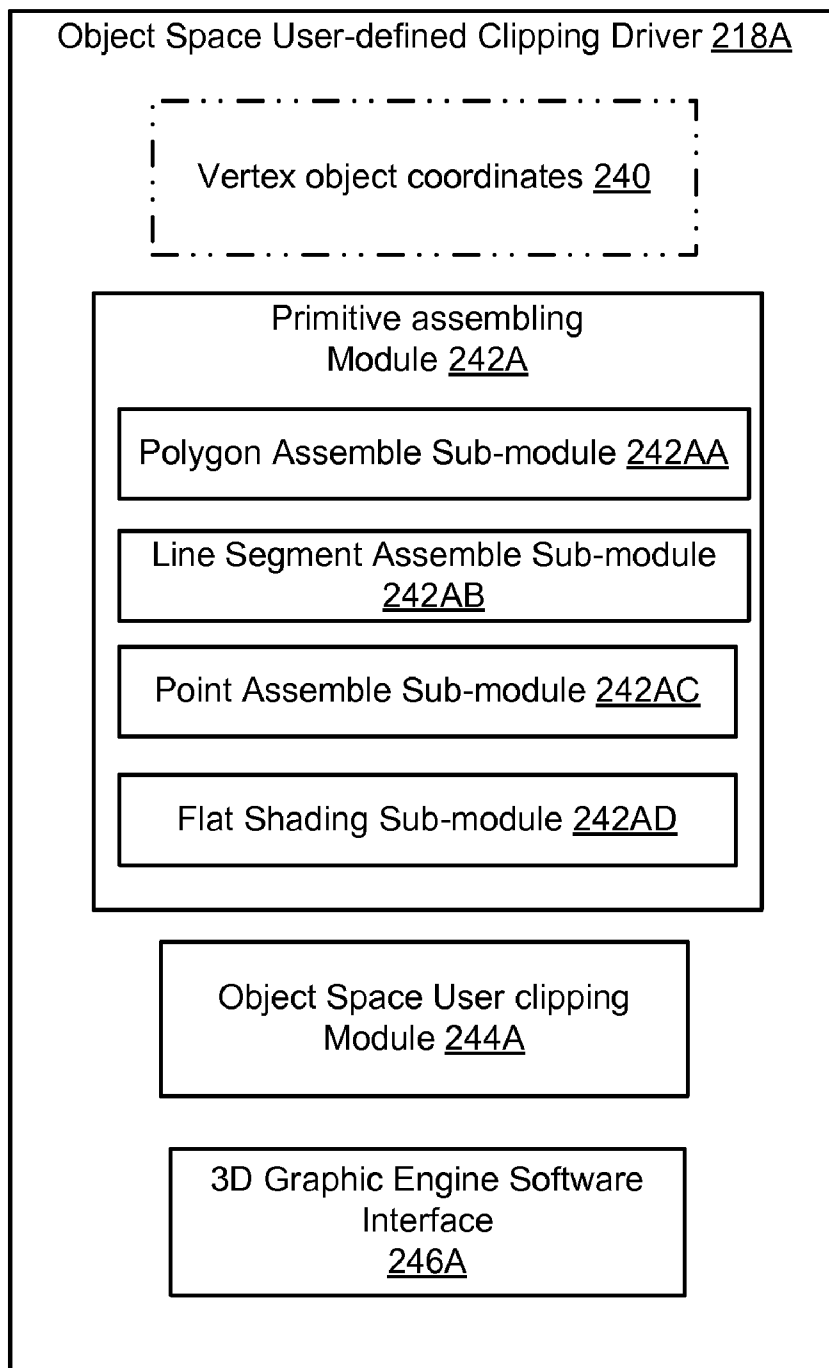 Object Space User-defined Clipping Driver 218A
Vertex object coordinates 240
Primitive assembling
Module 242A
Polygon Assemble Sub-module 242AA
Line Segment Assemble Sub-module
242AB
Point Assemble Sub-module 242AC
Flat Shading Sub-module 242AD
Object Space User clipping
Module 244A
3D Graphic Engine Software
Interface
246A